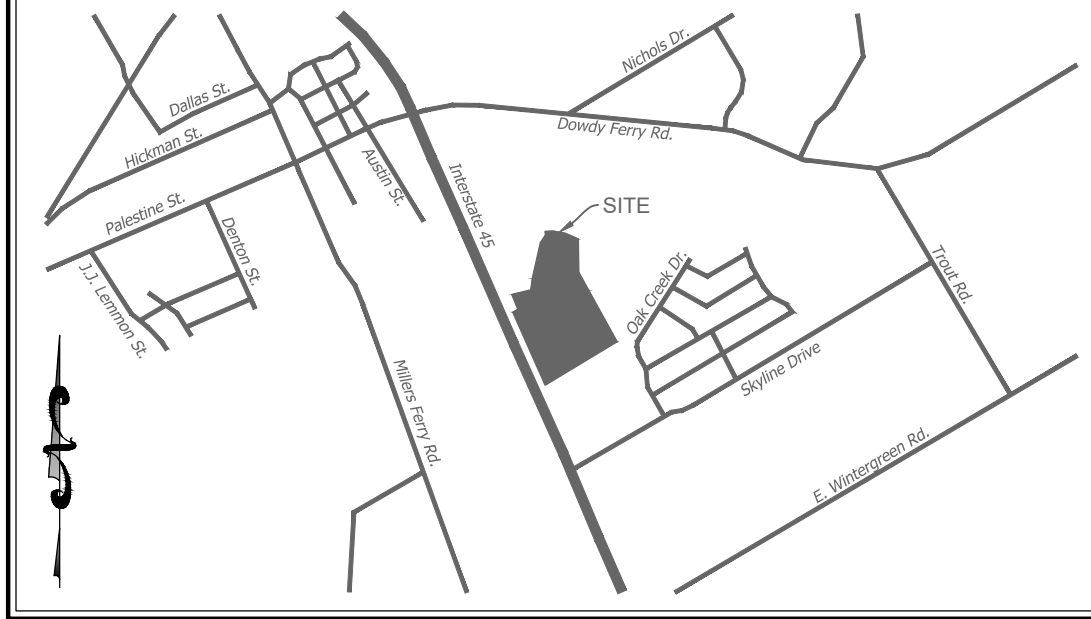 Nichols Dr.
Dallas St.
Hickman St.
Dowdy Ferry Rd.
Austin St.
Interstate 45
Palestine St.
SITE
Denton St.
J.J. Lemmon St.
Oak Creek Dr.
Trout Rd.
Millers Ferry Rd.
Skyline Drive
E. Wintergreen Rd.